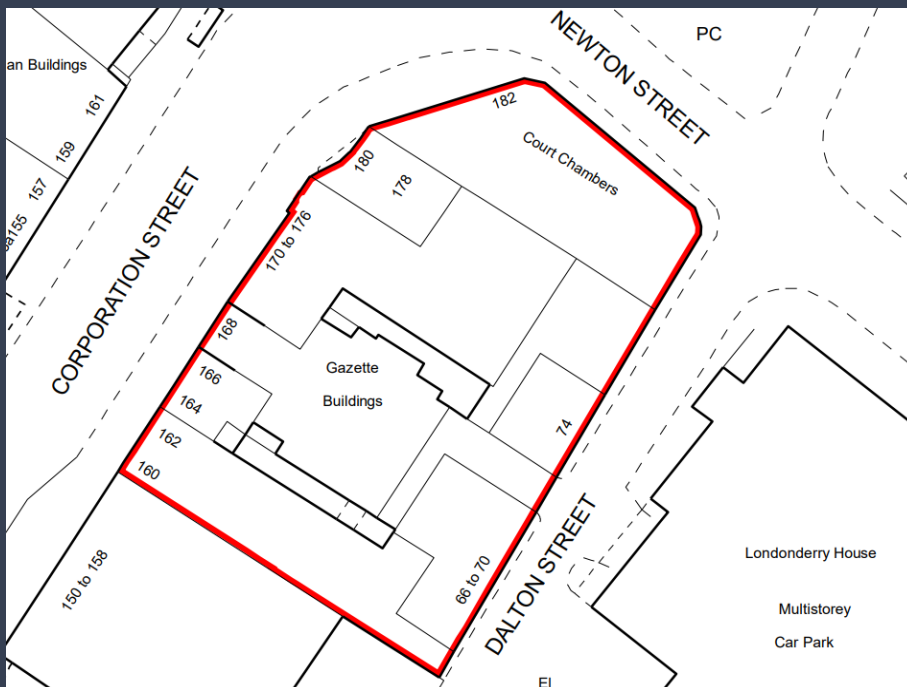 NEWTON STREET
PC
an Buildings
161
159
157
155
182
Court Chambers
180
178
CORPORATION STREET
170 to 176
168
166
164
162
160
Gazette
Buildings
74
66 to 70
DALTON STREET
150 to 158
Londonderry House
Multistorey
Car Park
El